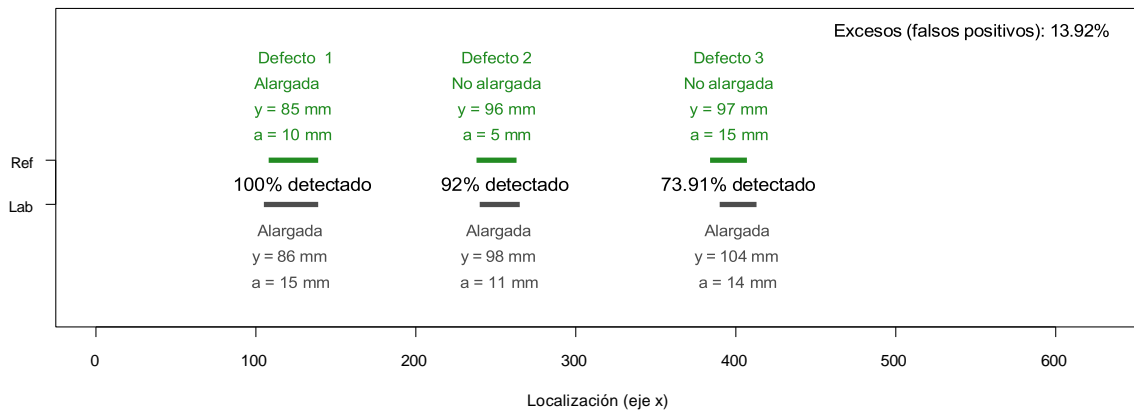 Excesos (falsos positivos): 13.92%
Defecto 1
Alargada
y = 85 mm
a = 10 mm
Defecto 2
No alargada
y = 96 mm
a = 5 mm
Defecto 3
No alargada
y = 97 mm
a = 15 mm
Ref
100% detectado
92% detectado
73.91% detectado
Lab
Alargada
y = 86 mm
a = 15 mm
Alargada
y = 98 mm
a = 11 mm
Alargada
y = 104 mm
a = 14 mm
0 100 200 300 400 500 600
Localización (eje x)